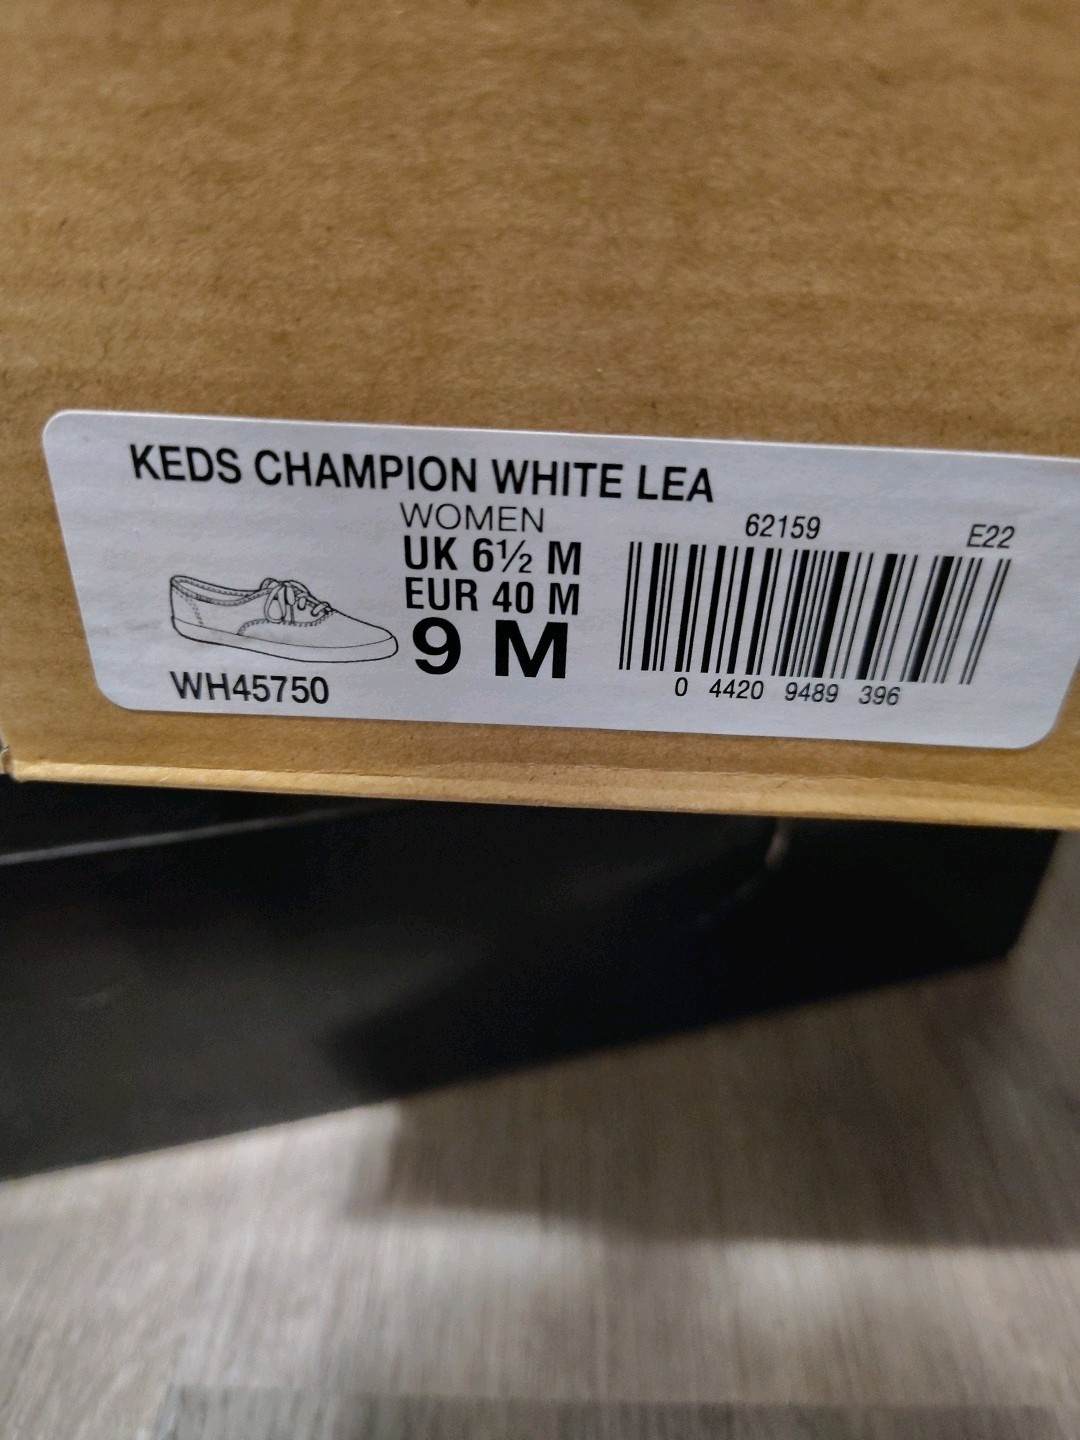 KEDS CHAMPION WHITE LEA
WOMEN
UK 6½ M
EUR 40 M
9 M
WH45750
62159
E22
0 4420 9489 396